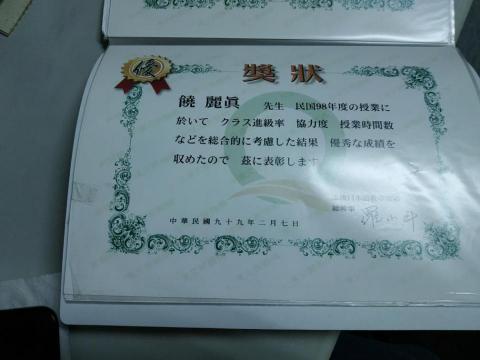 優
獎狀
饒麗眞 先生 民国98年度の授業に
於いて クラス進級率 協力度 授業時間数
などを総合的に考慮した結果 優秀な成績を
収めたので 茲に表彰します
中華民國九十九年二月七日